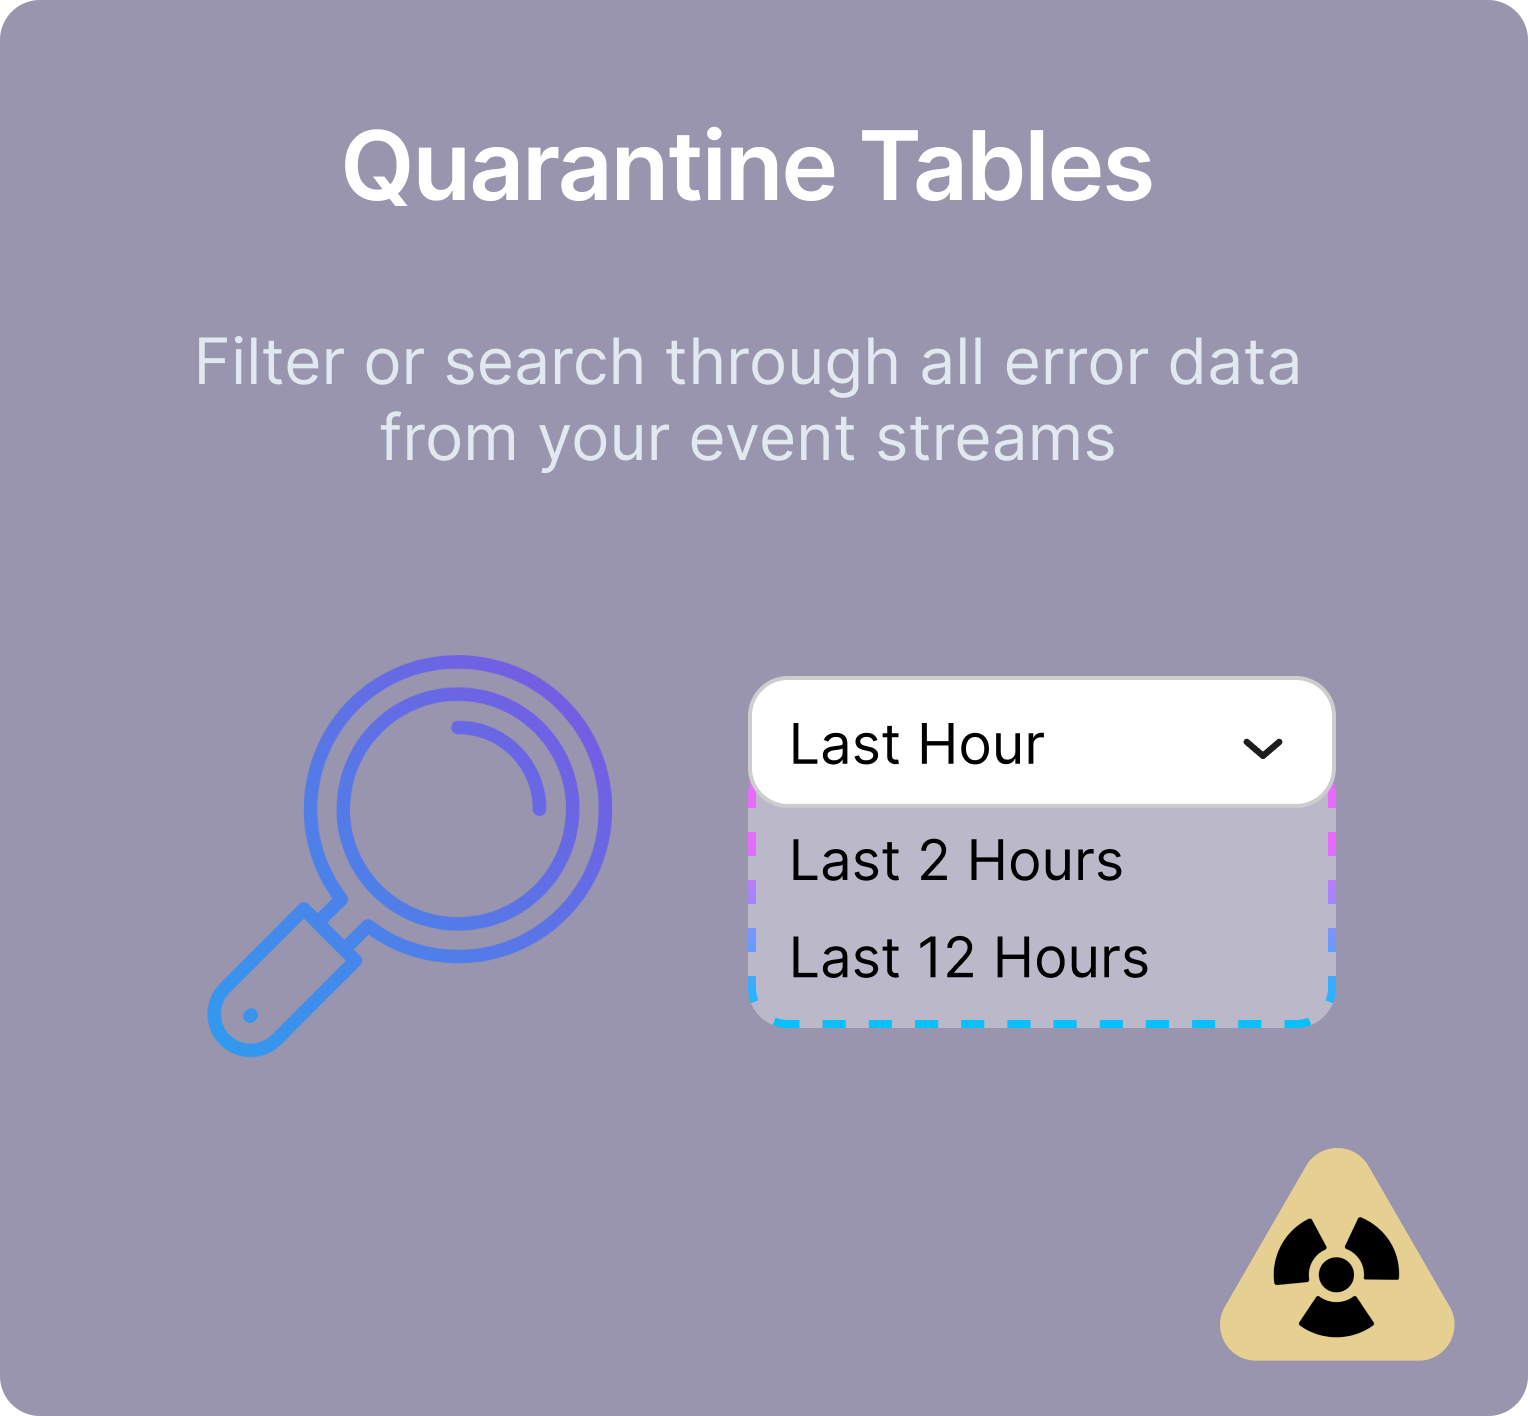 Quarantine Tables
Filter or search through all error data
from your event streams
Last Hour
Last 2 Hours
Last 12 Hours